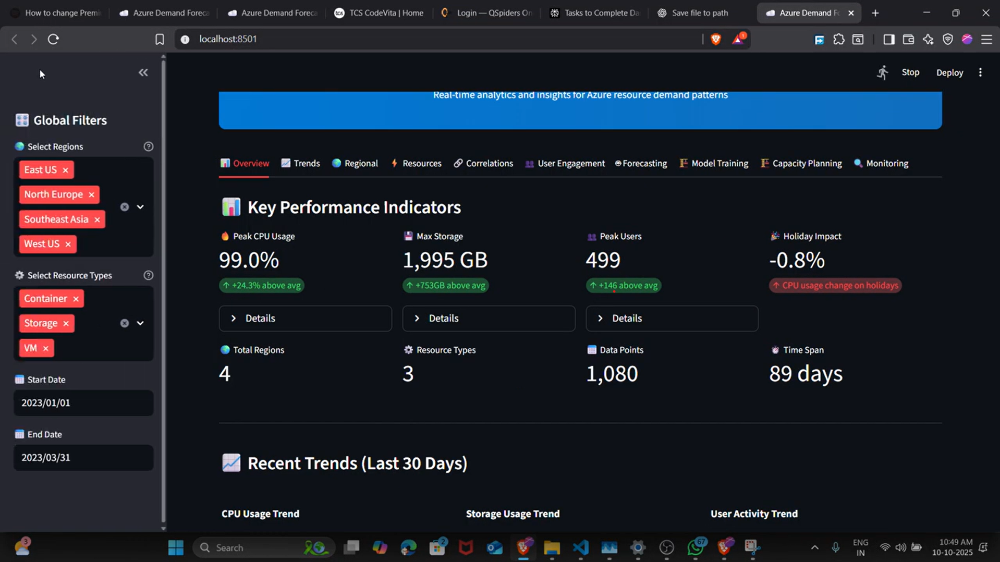 How to change Premi
Azure Demand Foreca
Azure Demand Foreca
TCS CodeVita | Home
Login — QSpiders On
Tasks to Complete Da
Save file to path
Azure Demand Fo
localhost:8501
1
Stop
Deploy
Global Filters
Select Regions
East US
North Europe
Southeast Asia
West US
Select Resource Types
Container
Storage
VM
Start Date
2023/01/01
End Date
2023/03/31
Real-time analytics and insights for Azure resource demand patterns
Overview
Trends
Regional
Resources
Correlations
User Engagement
Forecasting
Model Training
Capacity Planning
Monitoring
Key Performance Indicators
Peak CPU Usage
99.0%
↑ +24.3% above avg
Details
Max Storage
1,995 GB
↑ +753GB above avg
Details
Peak Users
499
↑ +146 above avg
Details
Holiday Impact
-0.8%
↑ CPU usage change on holidays
Total Regions
4
Resource Types
3
Data Points
1,080
Time Span
89 days
Recent Trends (Last 30 Days)
CPU Usage Trend
Storage Usage Trend
User Activity Trend
3
Search
2
67
ENG
IN
10:49 AM
10-10-2025